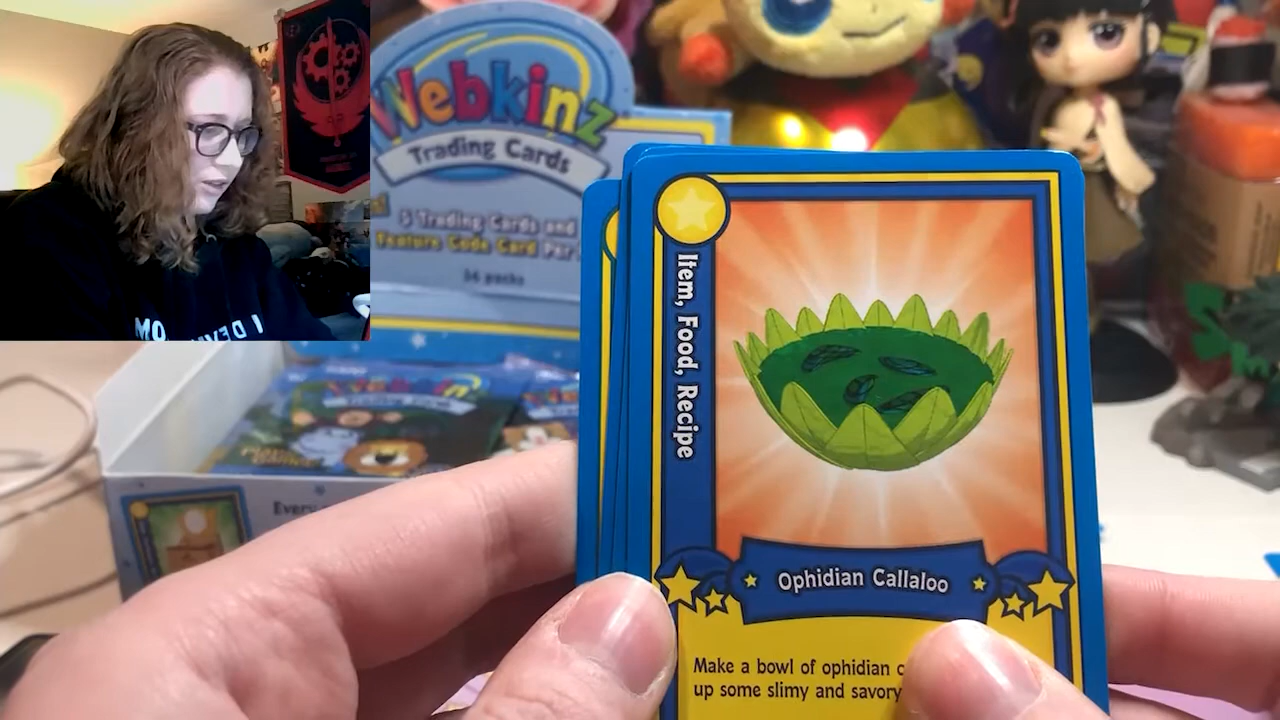 Webkinz
Trading Cards
5 Trading Cards and
Feature Code Card Per
36 packs
Every
Item, Food, Recipe
Ophidian Callaloo
Make a bowl of ophidian
up some slimy and savory
I DEV